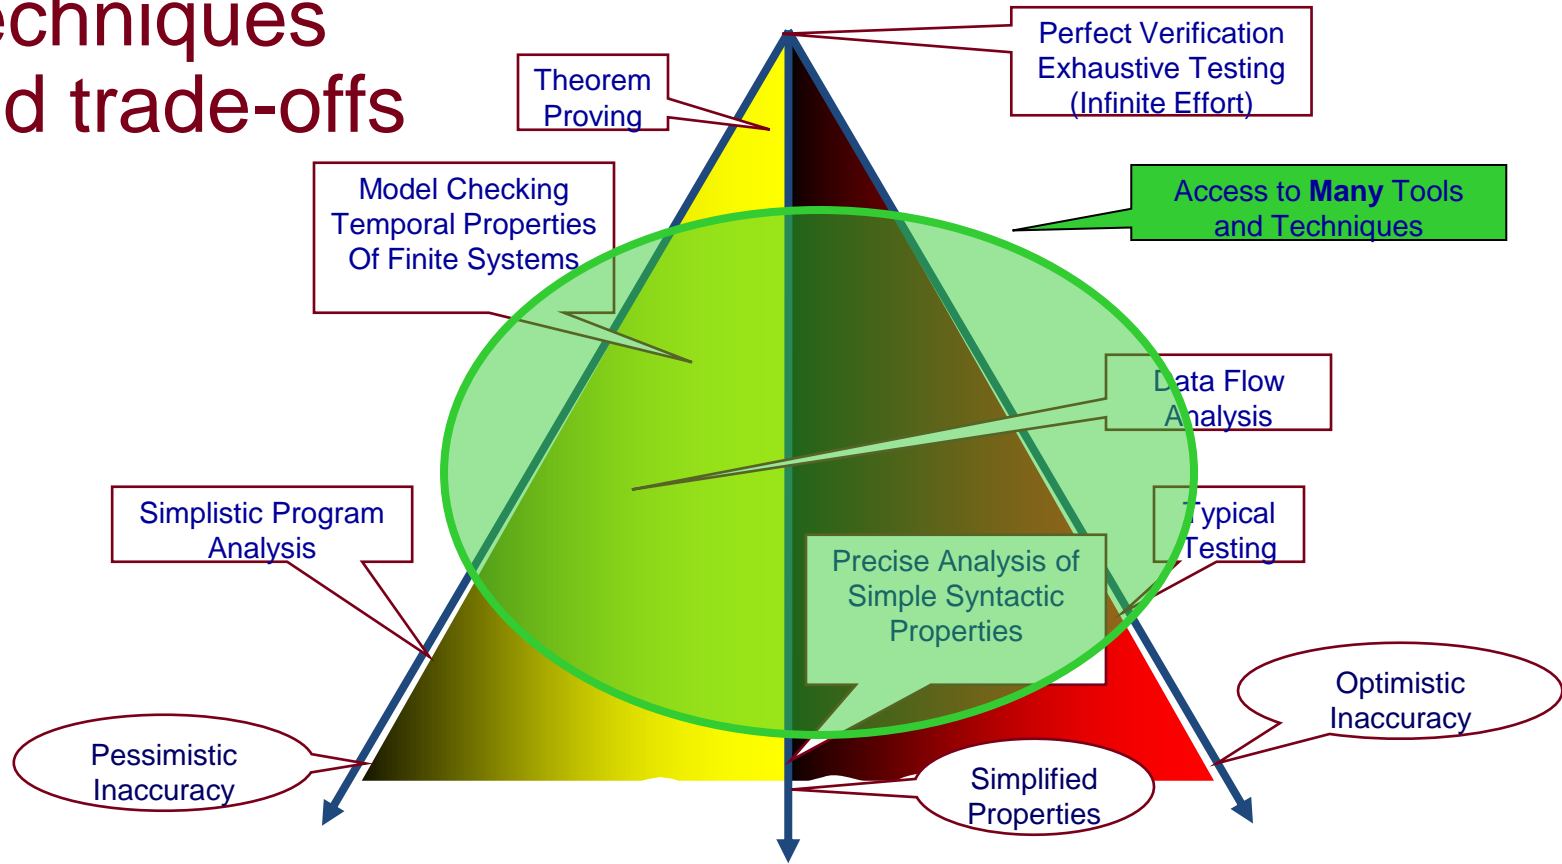 echniques
d trade-offs
Perfect Verification
Exhaustive Testing
(Infinite Effort)
Theorem
Proving
Model Checking
Temporal Properties
Of Finite Systems
Access to Many Tools
and Techniques
Data Flow
Analysis
Simplistic Program
Analysis
Typical
Testing
Precise Analysis of
Simple Syntactic
Properties
Optimistic
Inaccuracy
Pessimistic
Inaccuracy
Simplified
Properties